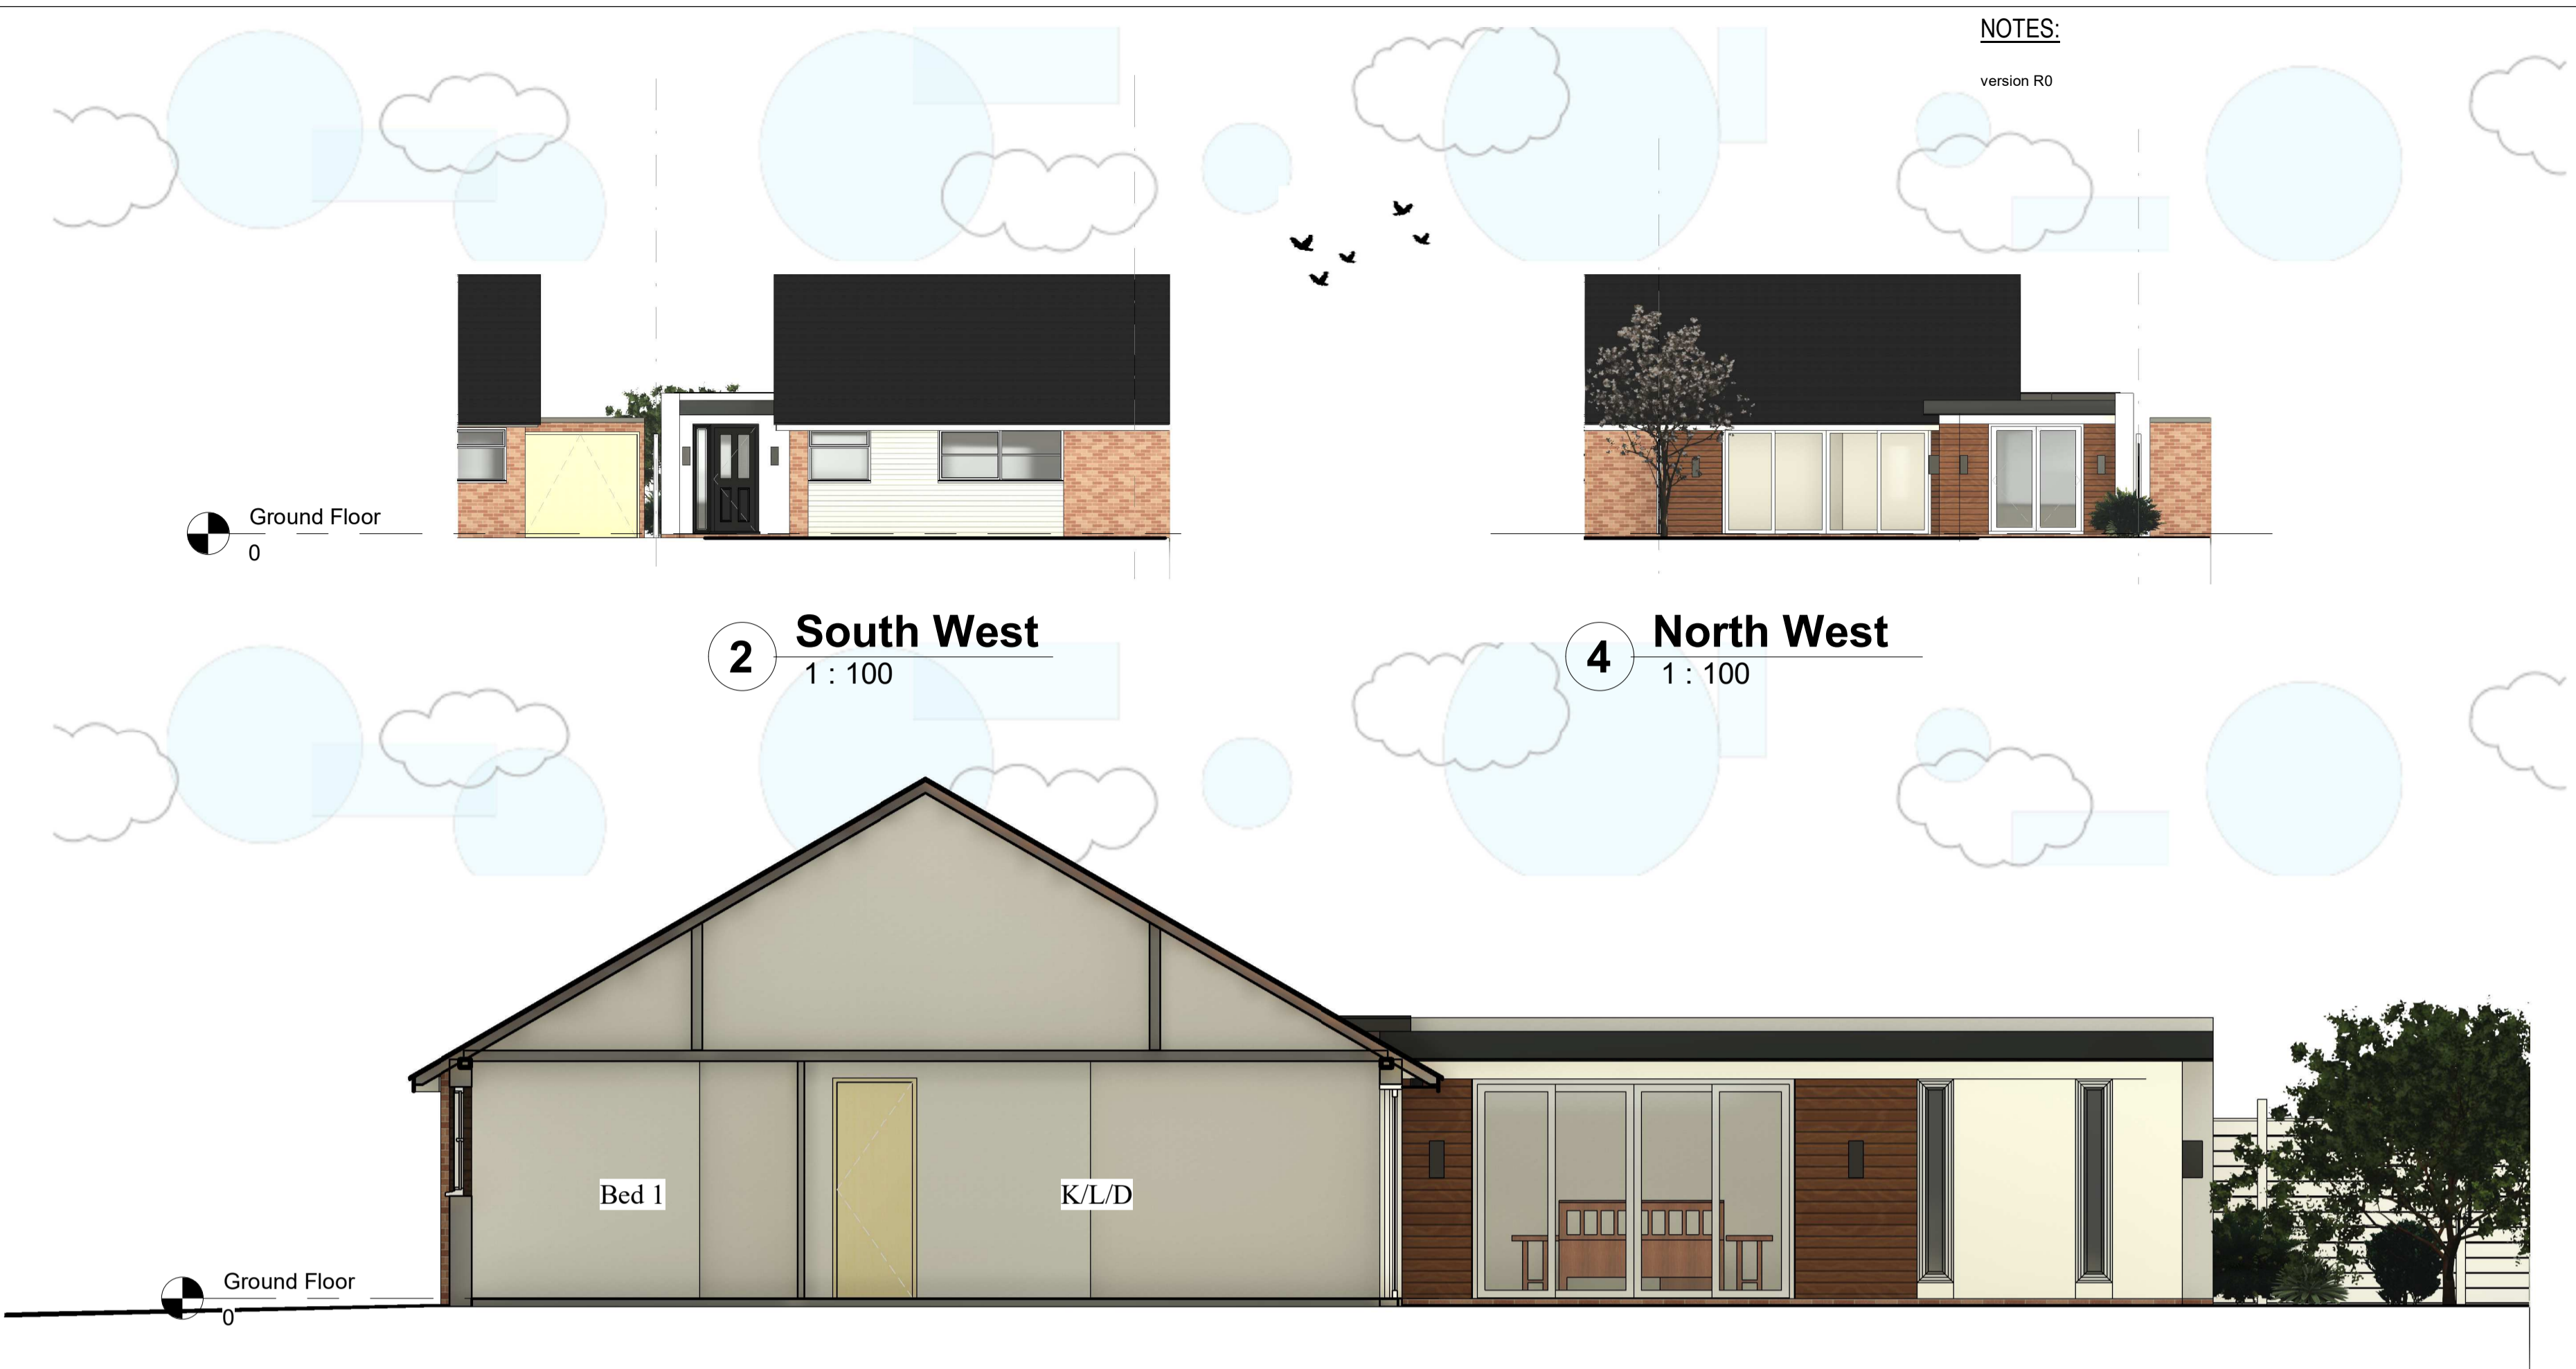 NOTES:
version R0
Ground Floor
0
2
South West
1 : 100
4
North West
1 : 100
Bed 1
K/L/D
Ground Floor
0